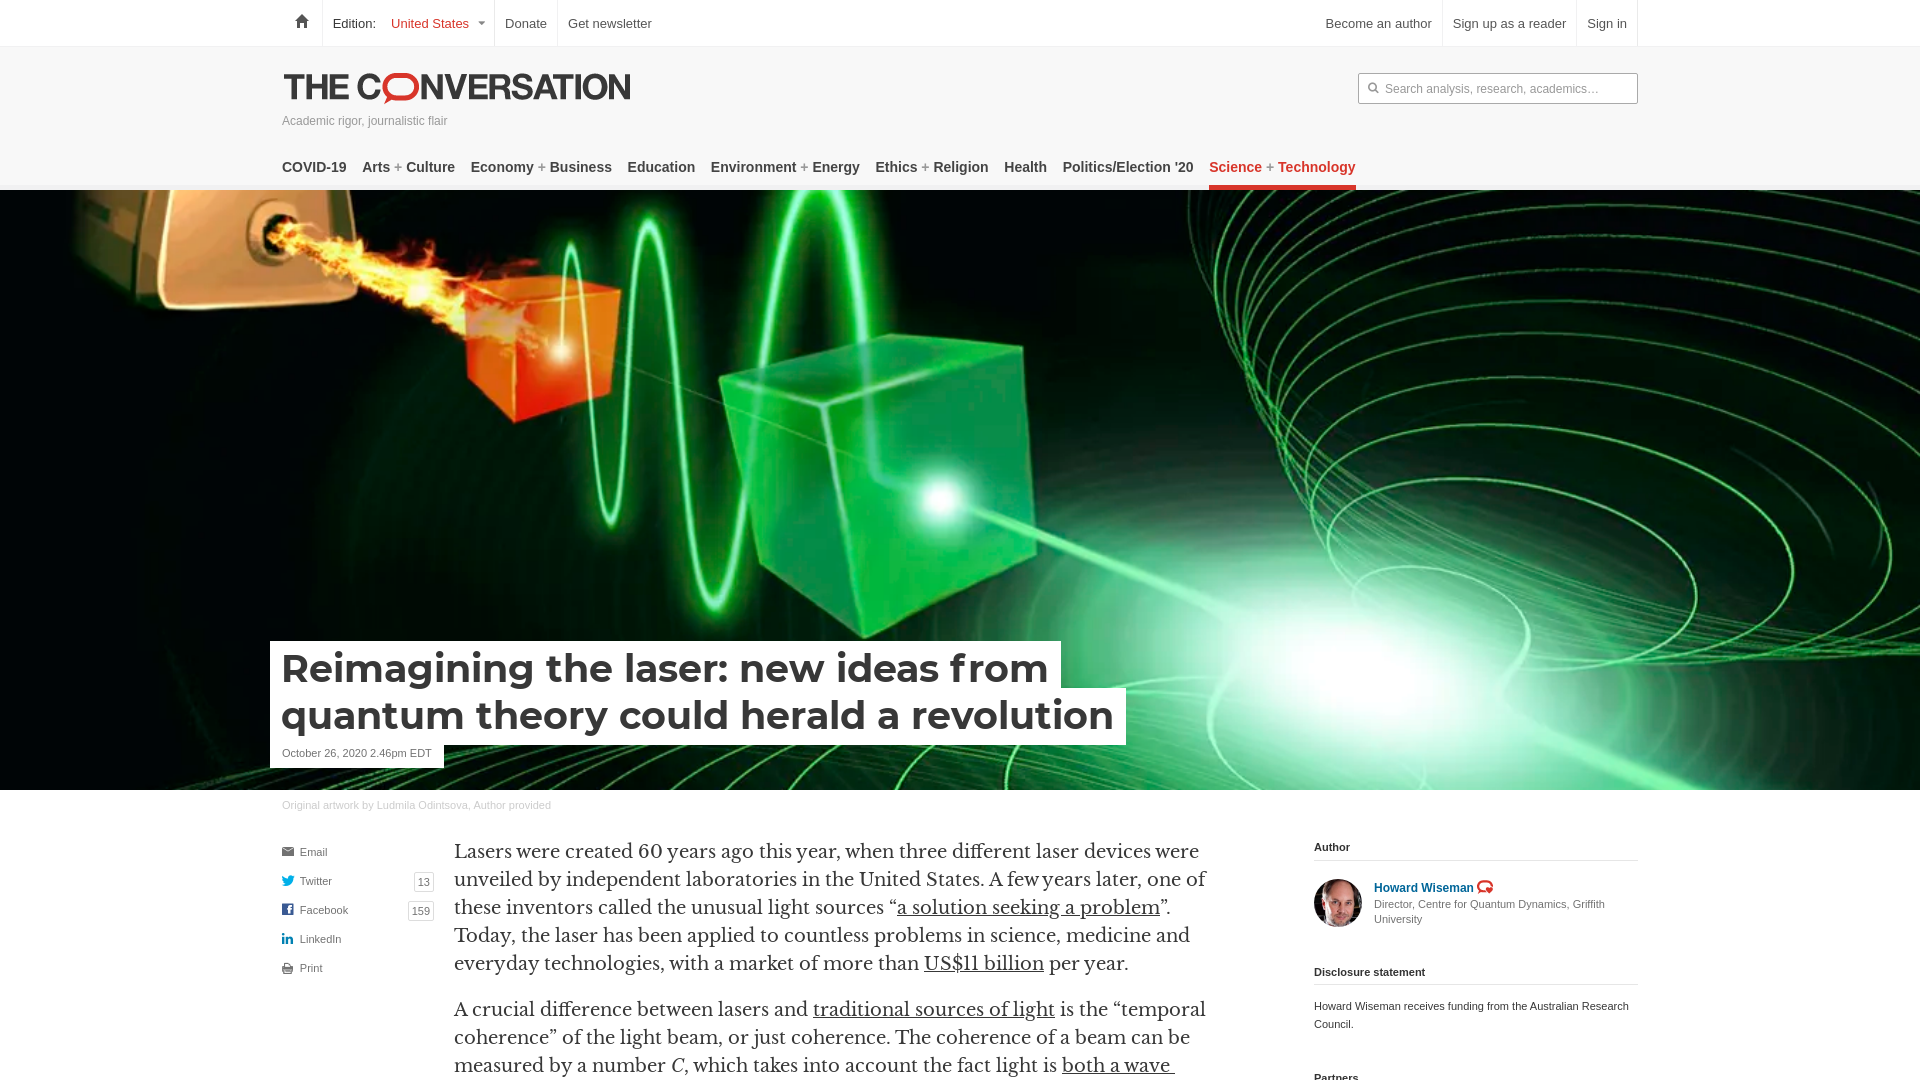 Edition: United States Donate Get newsletter Become an author Sign up as a reader Sign in
THE CONVERSATION
Search analysis, research, academics…
Academic rigor, journalistic flair
COVID-19 Arts + Culture Economy + Business Education Environment + Energy Ethics + Religion Health Politics/Election '20 Science + Technology
Reimagining the laser: new ideas from
quantum theory could herald a revolution
October 26, 2020 2.46pm EDT
Original artwork by Ludmila Odintsova, Author provided
Email
Twitter 13
Facebook 159
LinkedIn
Print
Lasers were created 60 years ago this year, when three different laser devices were
unveiled by independent laboratories in the United States. A few years later, one of
these inventors called the unusual light sources “a solution seeking a problem”.
Today, the laser has been applied to countless problems in science, medicine and
everyday technologies, with a market of more than US$11 billion per year.
A crucial difference between lasers and traditional sources of light is the “temporal
coherence” of the light beam, or just coherence. The coherence of a beam can be
measured by a number C, which takes into account the fact light is both a wave
Author
Howard Wiseman
Director, Centre for Quantum Dynamics, Griffith
University
Disclosure statement
Howard Wiseman receives funding from the Australian Research
Council.
Partners